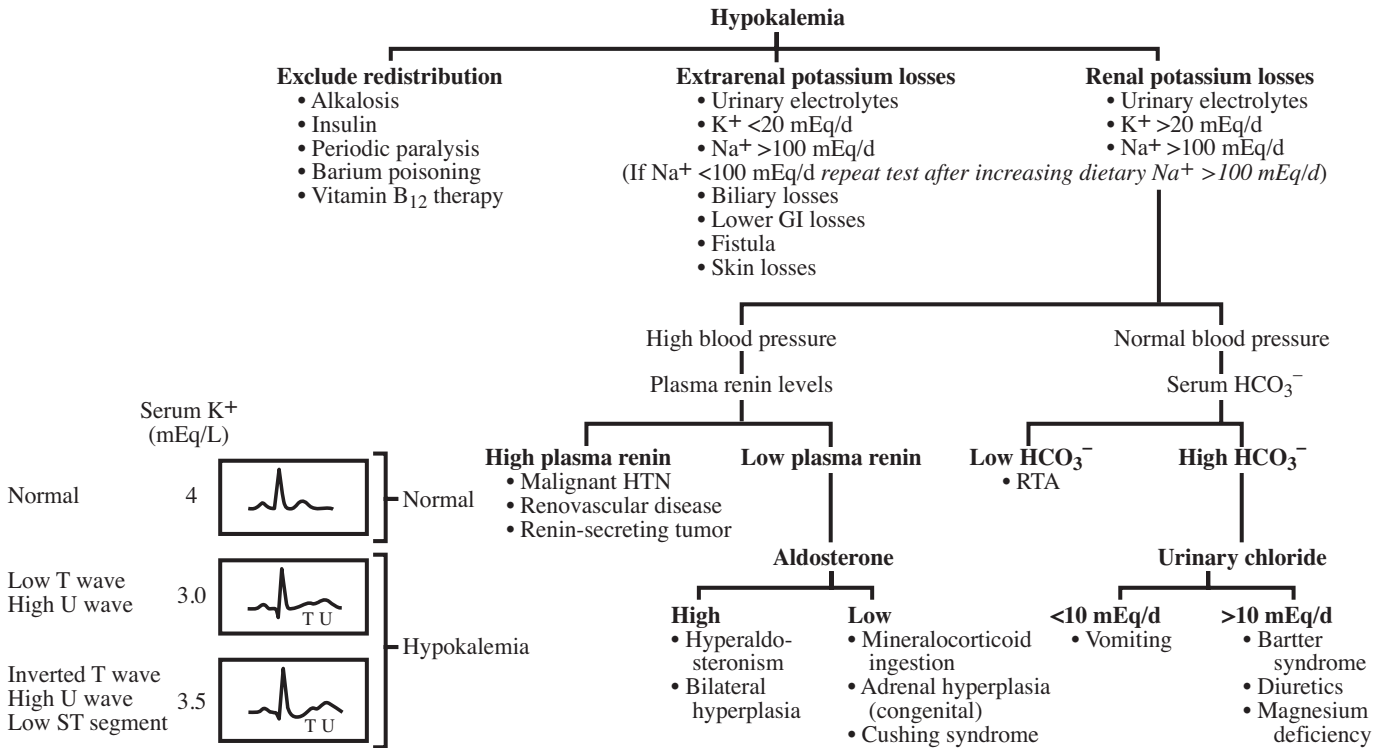 Hypokalemia
Exclude redistribution
• Alkalosis
• Insulin
• Periodic paralysis
• Barium poisoning
• Vitamin B12 therapy
Extrarenal potassium losses
• Urinary electrolytes
• K+ <20 mEq/d
• Na+ >100 mEq/d
(If Na+ <100 mEq/d repeat test after increasing dietary Na+ >100 mEq/d)
• Biliary losses
• Lower GI losses
• Fistula
• Skin losses
Renal potassium losses
• Urinary electrolytes
• K+ >20 mEq/d
• Na+ >100 mEq/d
High blood pressure
Plasma renin levels
Normal blood pressure
Serum HCO3−
High plasma renin
• Malignant HTN
• Renovascular disease
• Renin-secreting tumor
Low plasma renin
Low HCO3−
• RTA
High HCO3−
Aldosterone
High
• Hyperaldo-
steronism
• Bilateral
hyperplasia
Low
• Mineralocorticoid
ingestion
• Adrenal hyperplasia
(congenital)
• Cushing syndrome
Urinary chloride
<10 mEq/d
• Vomiting
>10 mEq/d
• Bartter
syndrome
• Diuretics
• Magnesium
deficiency
Serum K+
(mEq/L)
Normal
4
Normal
Low T wave
High U wave
3.0
T U
Hypokalemia
Inverted T wave
High U wave
Low ST segment
3.5
T U